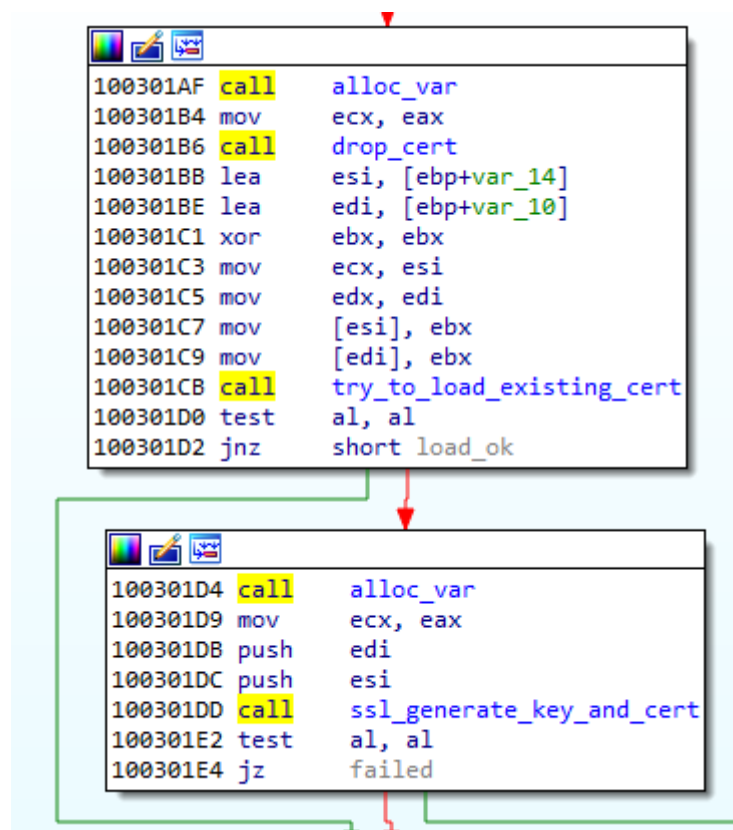 100301AF call alloc_var
100301B4 mov ecx, eax
100301B6 call drop_cert
100301BB lea esi, [ebp+var_14]
100301BE lea edi, [ebp+var_10]
100301C1 xor ebx, ebx
100301C3 mov ecx, esi
100301C5 mov edx, edi
100301C7 mov [esi], ebx
100301C9 mov [edi], ebx
100301CB call try_to_load_existing_cert
100301D0 test al, al
100301D2 jnz short load_ok
100301D4 call alloc_var
100301D9 mov ecx, eax
100301DB push edi
100301DC push esi
100301DD call ssl_generate_key_and_cert
100301E2 test al, al
100301E4 jz failed